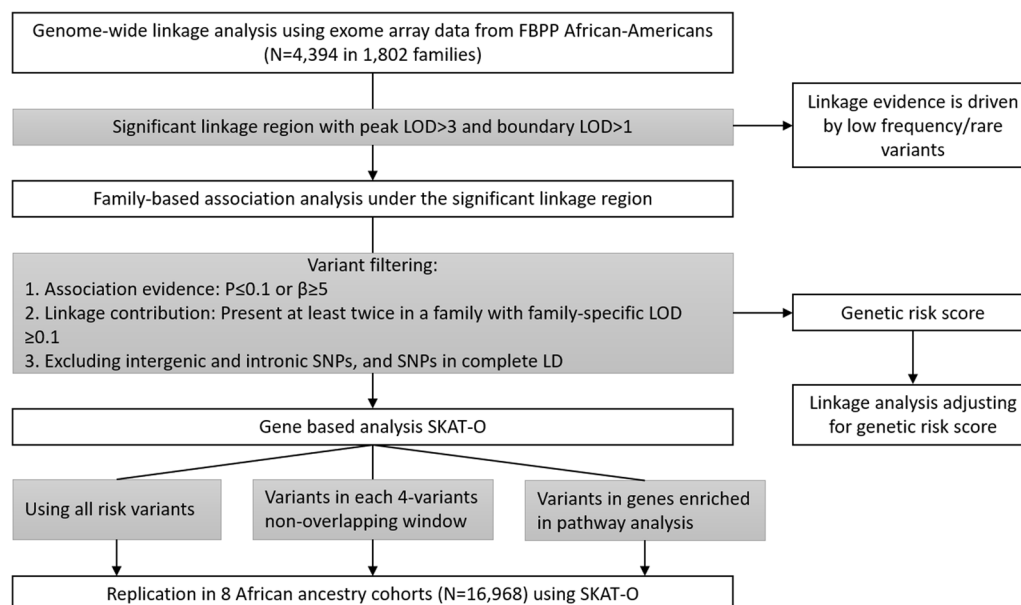 Genome-wide linkage analysis using exome array data from FBPP African-Americans
(N=4,394 in 1,802 families)
Significant linkage region with peak LOD>3 and boundary LOD>1
Linkage evidence is driven
by low frequency/rare
variants
Family-based association analysis under the significant linkage region
Variant filtering:
1. Association evidence: P≤0.1 or β≥5
2. Linkage contribution: Present at least twice in a family with family-specific LOD
≥0.1
3. Excluding intergenic and intronic SNPs, and SNPs in complete LD
Genetic risk score
Linkage analysis adjusting
for genetic risk score
Gene based analysis SKAT-O
Using all risk variants
Variants in each 4-variants
non-overlapping window
Variants in genes enriched
in pathway analysis
Replication in 8 African ancestry cohorts (N=16,968) using SKAT-O